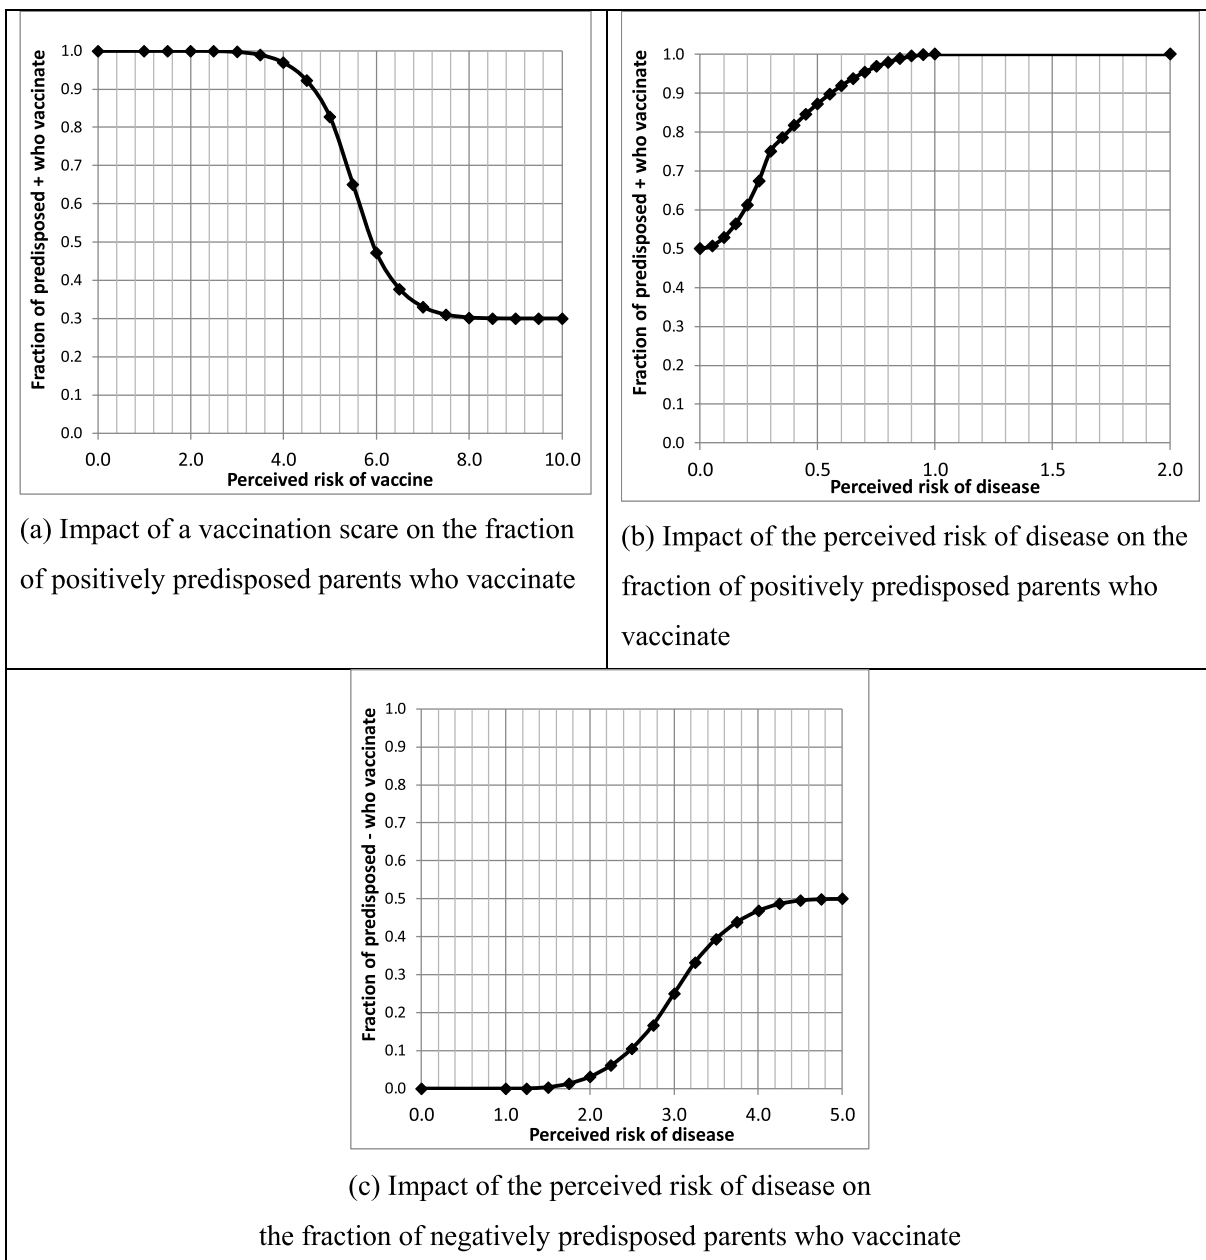 Fraction of predisposed + who vaccinate
1.0
0.9
0.8
0.7
0.6
0.5
0.4
0.3
0.2
0.1
0.0
0.0 2.0 4.0 6.0 8.0 10.0
Perceived risk of vaccine
(a) Impact of a vaccination scare on the fraction
of positively predisposed parents who vaccinate
Fraction of predisposed + who vaccinate
1.0
0.9
0.8
0.7
0.6
0.5
0.4
0.3
0.2
0.1
0.0
0.0 0.5 1.0 1.5 2.0
Perceived risk of disease
(b) Impact of the perceived risk of disease on the
fraction of positively predisposed parents who
vaccinate
Fraction of predisposed - who vaccinate
1.0
0.9
0.8
0.7
0.6
0.5
0.4
0.3
0.2
0.1
0.0
0.0 1.0 2.0 3.0 4.0 5.0
Perceived risk of disease
(c) Impact of the perceived risk of disease on
the fraction of negatively predisposed parents who vaccinate